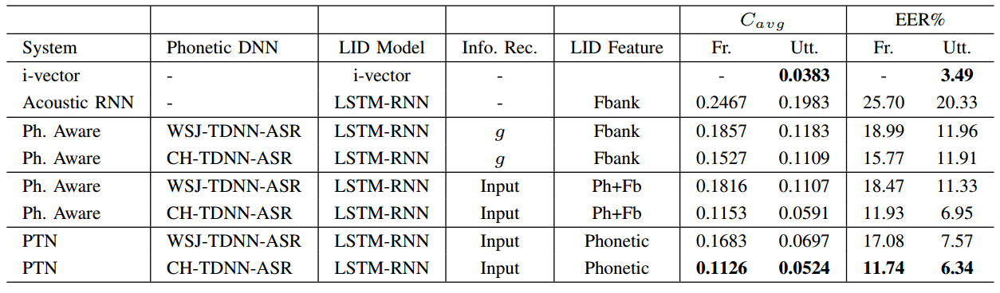 C_avg EER%
System Phonetic DNN LID Model Info. Rec. LID Feature Fr. Utt. Fr. Utt.
i-vector - i-vector - - 0.0383 - 3.49
Acoustic RNN - LSTM-RNN - Fbank 0.2467 0.1983 25.70 20.33
Ph. Aware WSJ-TDNN-ASR LSTM-RNN g Fbank 0.1857 0.1183 18.99 11.96
Ph. Aware CH-TDNN-ASR LSTM-RNN g Fbank 0.1527 0.1109 15.77 11.91
Ph. Aware WSJ-TDNN-ASR LSTM-RNN Input Ph+Fb 0.1816 0.1107 18.47 11.33
Ph. Aware CH-TDNN-ASR LSTM-RNN Input Ph+Fb 0.1153 0.0591 11.93 6.95
PTN WSJ-TDNN-ASR LSTM-RNN Input Phonetic 0.1683 0.0697 17.08 7.57
PTN CH-TDNN-ASR LSTM-RNN Input Phonetic 0.1126 0.0524 11.74 6.34